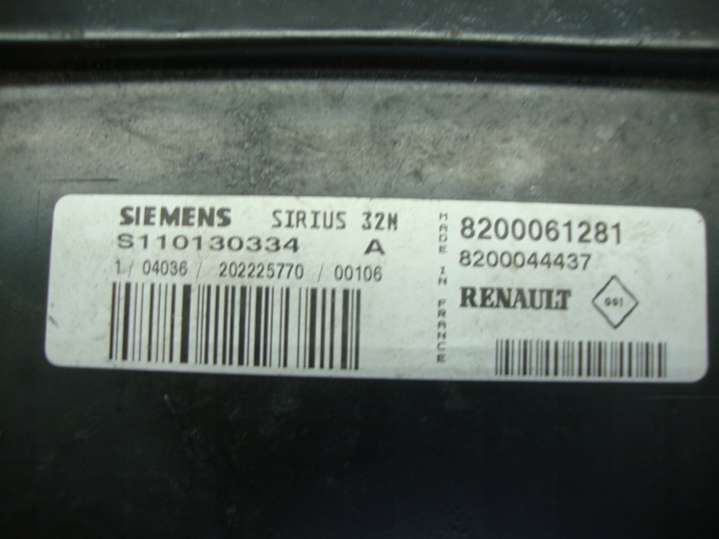 SIEMENS SIRIUS 32N
S110130334 A
1/ 04036 / 202225770 / 00106
MADE IN FRANCE
8200061281
8200044437
RENAULT